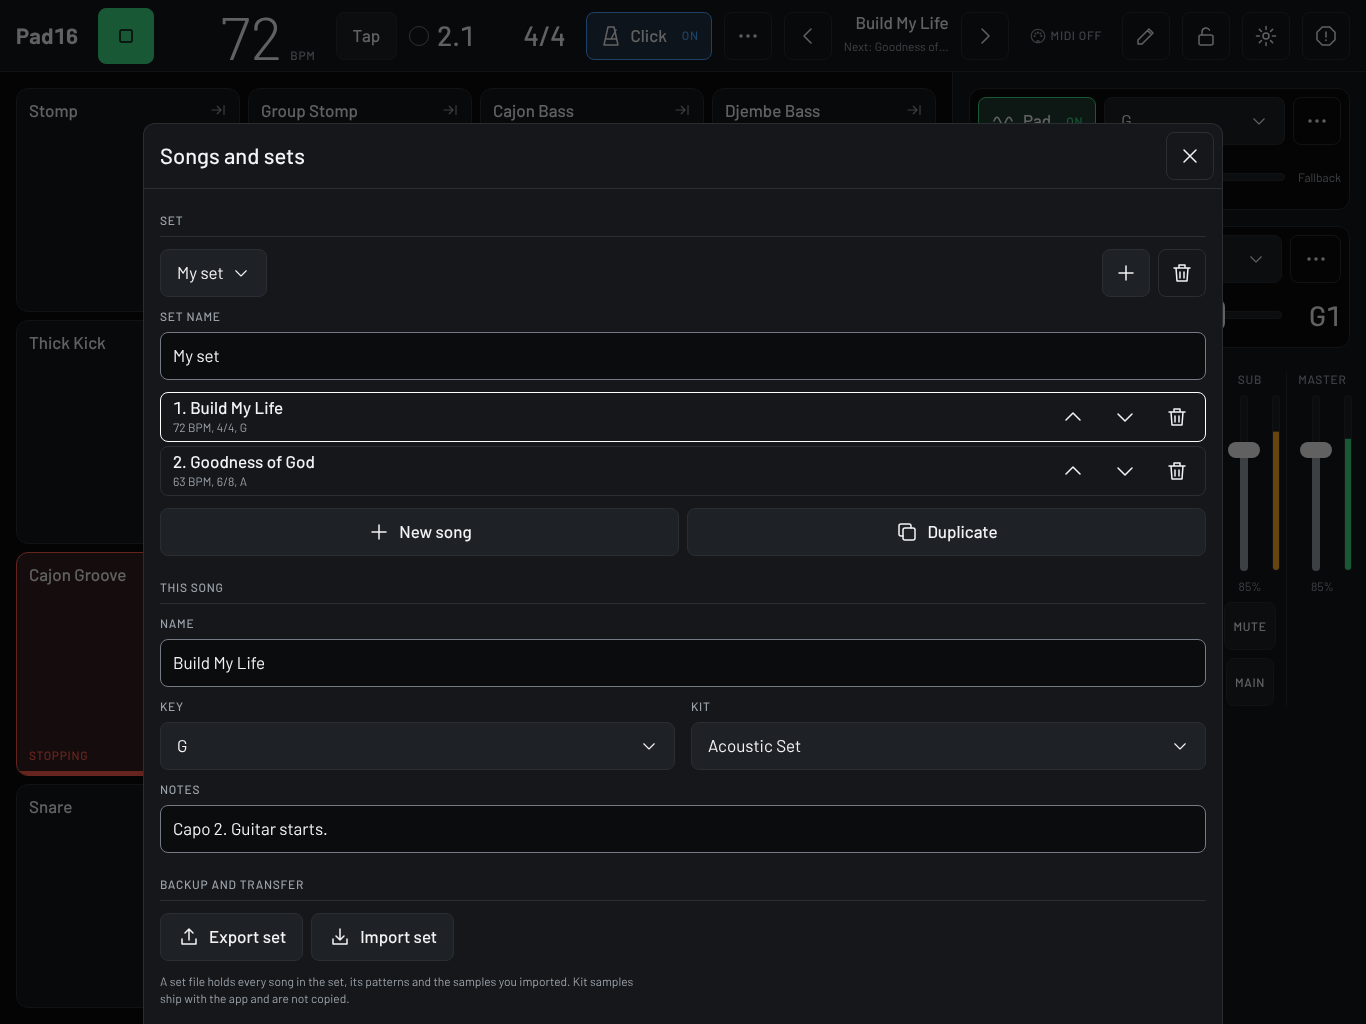 Pad16
72 BPM
Tap
2.1
4/4
Click ON
Build My Life
Next: Goodness of...
MIDI OFF
Stomp
Group Stomp
Cajon Bass
Djembe Bass
Pad ON
G
Fallback
Songs and sets
SET
My set
SET NAME
My set
1. Build My Life
72 BPM, 4/4, G
2. Goodness of God
63 BPM, 6/8, A
New song
Duplicate
THIS SONG
NAME
Build My Life
KEY
KIT
G
Acoustic Set
NOTES
Capo 2. Guitar starts.
BACKUP AND TRANSFER
Export set
Import set
A set file holds every song in the set, its patterns and the samples you imported. Kit samples
ship with the app and are not copied.
Thick Kick
Cajon Groove
STOPPING
Snare
G1
SUB
MASTER
85%
85%
MUTE
MAIN